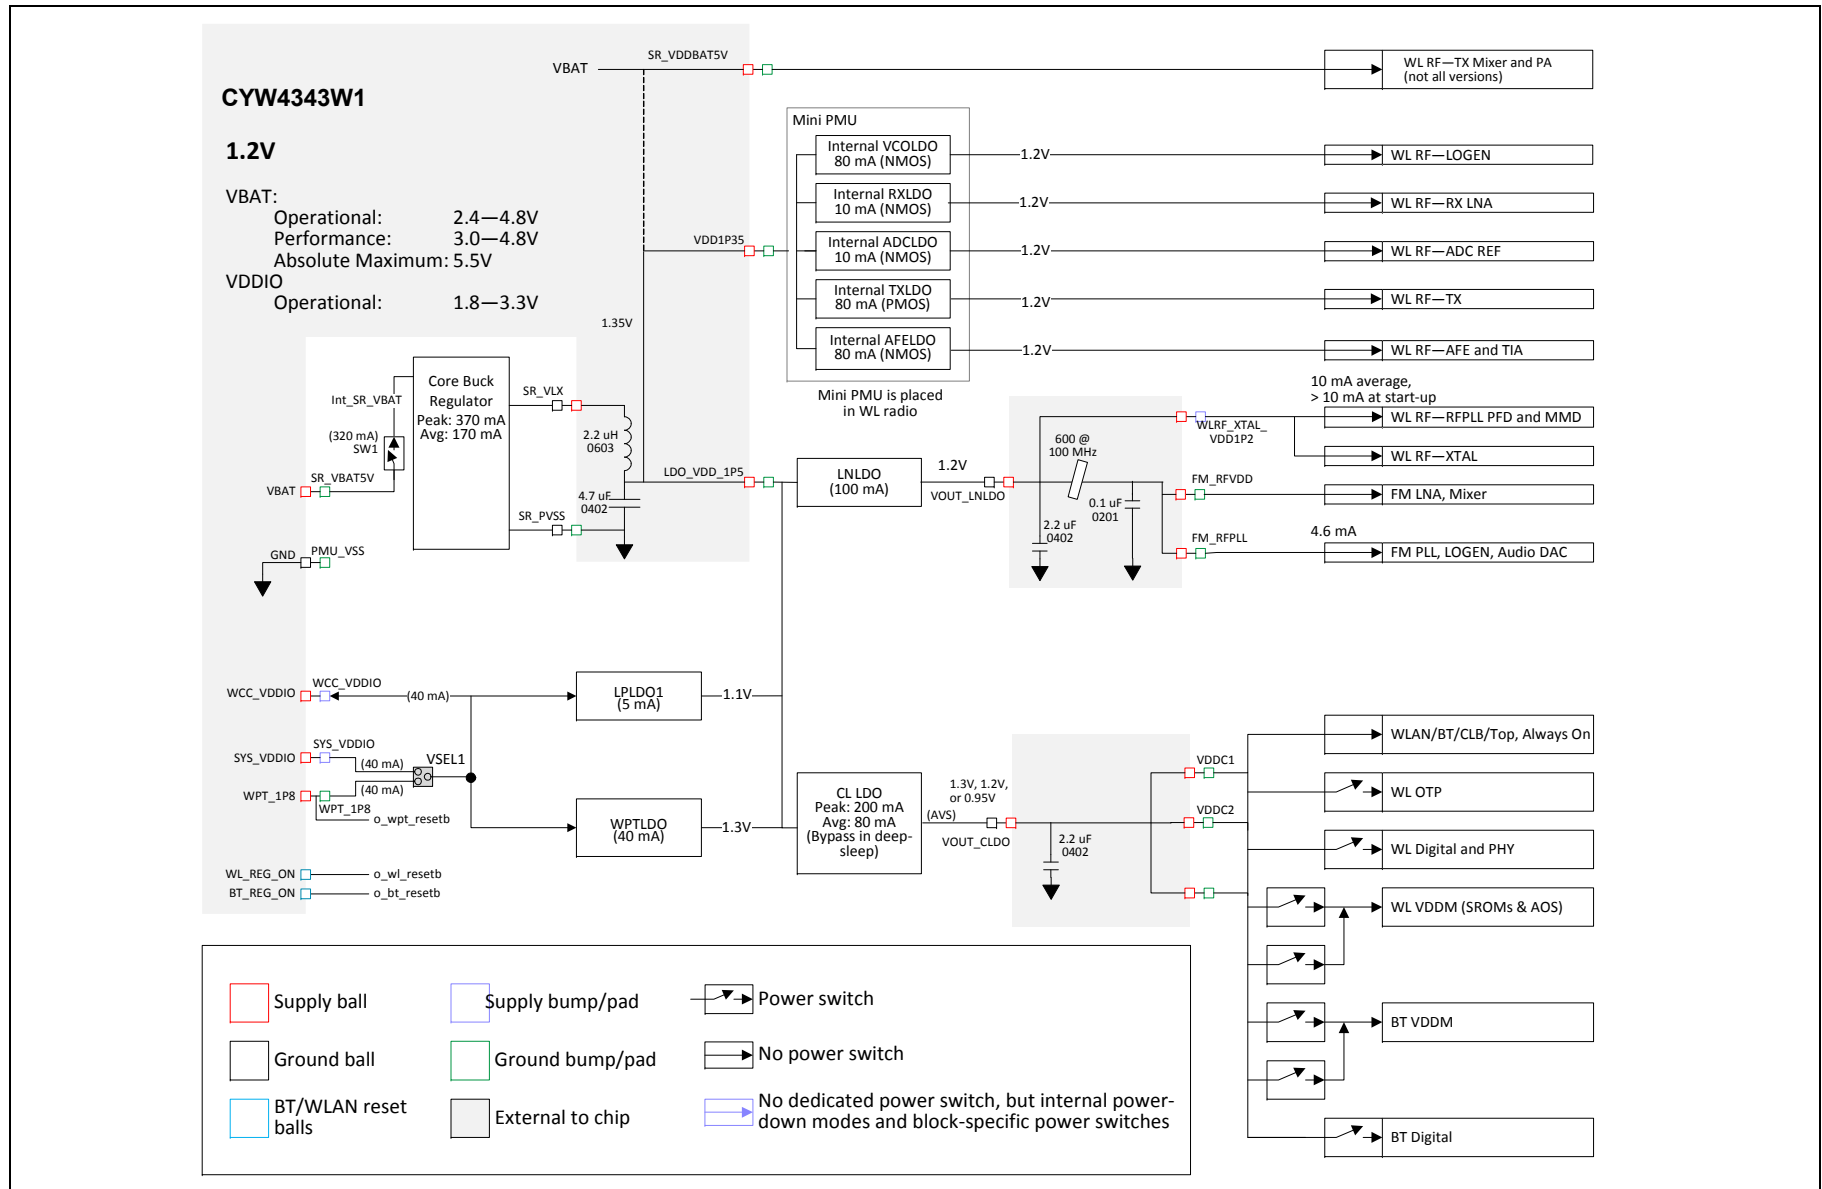 CYW4343W1
1.2V
VBAT:
Operational: 2.4—4.8V
Performance: 3.0—4.8V
Absolute Maximum: 5.5V
VDDIO
Operational: 1.8—3.3V
VBAT
SR_VDDBAT5V
WL RF—TX Mixer and PA
(not all versions)
Mini PMU
Internal VCOLDO
80 mA (NMOS)
1.2V
WL RF—LOGEN
Internal RXLDO
10 mA (NMOS)
1.2V
WL RF—RX LNA
VDD1P35
Internal ADCLDO
10 mA (NMOS)
1.2V
WL RF—ADC REF
Internal TXLDO
80 mA (PMOS)
1.2V
WL RF—TX
Internal AFELDO
80 mA (NMOS)
1.2V
WL RF—AFE and TIA
Mini PMU is placed
in WL radio
1.35V
Int_SR_VBAT
(320 mA)
SW1
VBAT
SR_VBAT5V
Core Buck
Regulator
Peak: 370 mA
Avg: 170 mA
SR_VLX
2.2 uH
0603
4.7 uF
0402
SR_PVSS
LDO_VDD_1P5
GND
PMU_VSS
LNLDO
(100 mA)
1.2V
VOUT_LNLDO
600 @
100 MHz
2.2 uF
0402
0.1 uF
0201
10 mA average,
> 10 mA at start-up
WLRF_XTAL_
VDD1P2
WL RF—RFPLL PFD and MMD
WL RF—XTAL
FM_RFVDD
FM LNA, Mixer
FM_RFPLL
4.6 mA
FM PLL, LOGEN, Audio DAC
WCC_VDDIO
WCC_VDDIO
(40 mA)
LPLDO1
(5 mA)
1.1V
SYS_VDDIO
SYS_VDDIO
(40 mA)
VSEL1
WPT_1P8
(40 mA)
WPT_1P8
o_wpt_resetb
WPTLDO
(40 mA)
1.3V
WL_REG_ON
o_wl_resetb
BT_REG_ON
o_bt_resetb
CL LDO
Peak: 200 mA
Avg: 80 mA
(Bypass in deep-
sleep)
1.3V, 1.2V,
or 0.95V
(AVS)
VOUT_CLDO
2.2 uF
0402
VDDC1
VDDC2
WLAN/BT/CLB/Top, Always On
WL OTP
WL Digital and PHY
WL VDDM (SROMs & AOS)
BT VDDM
BT Digital
Supply ball
Supply bump/pad
Power switch
Ground ball
Ground bump/pad
No power switch
BT/WLAN reset
balls
External to chip
No dedicated power switch, but internal power-
down modes and block-specific power switches